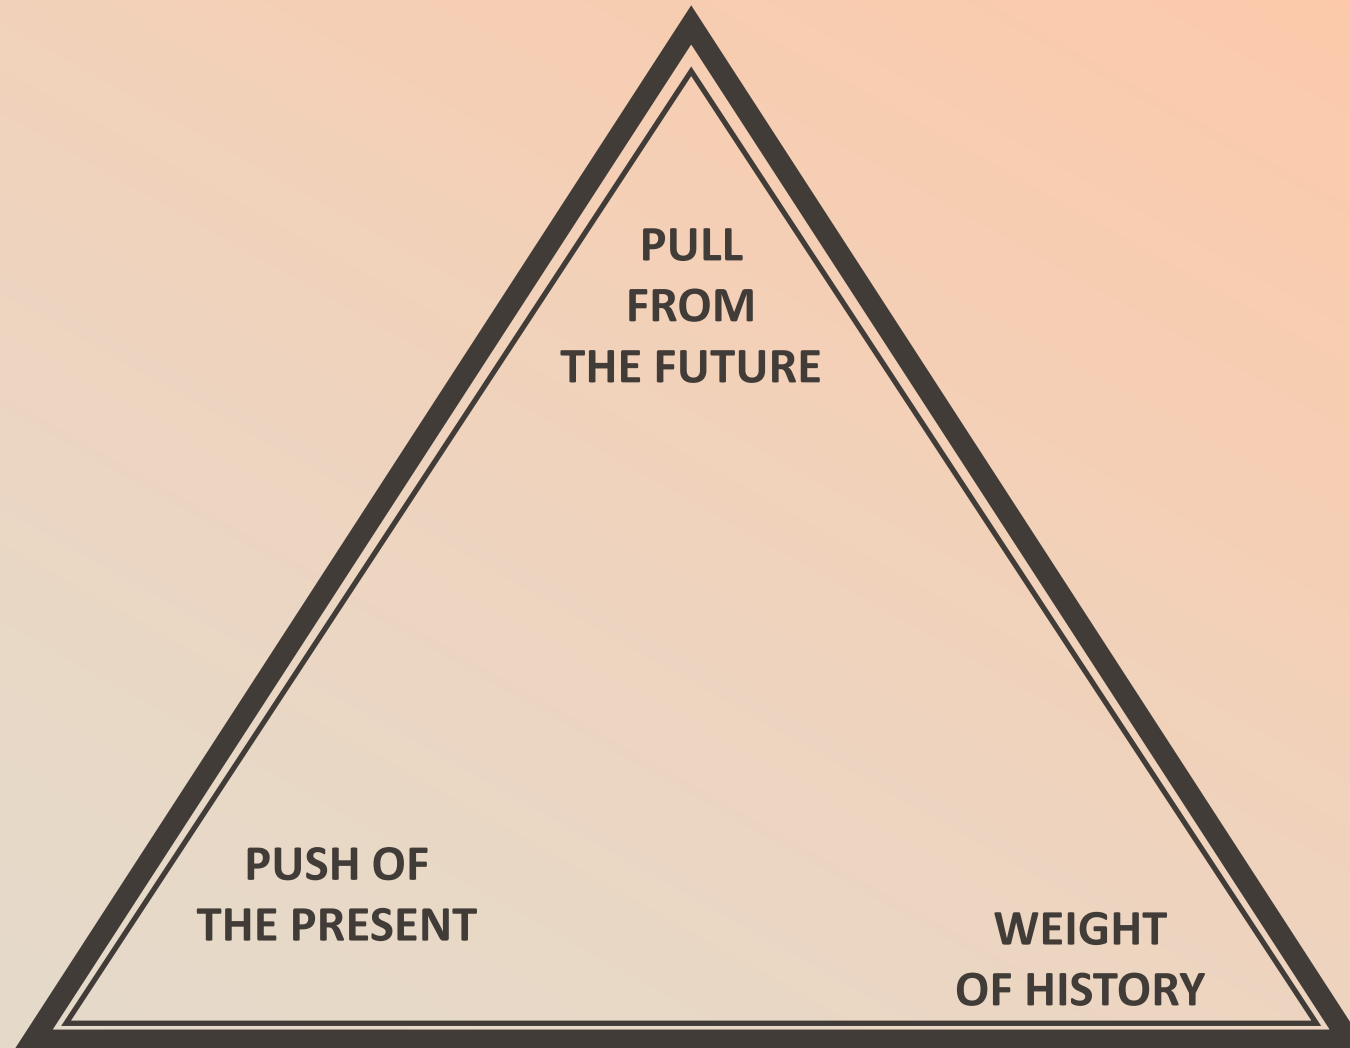 PULL
FROM
THE FUTURE
PUSH OF
THE PRESENT
WEIGHT
OF HISTORY